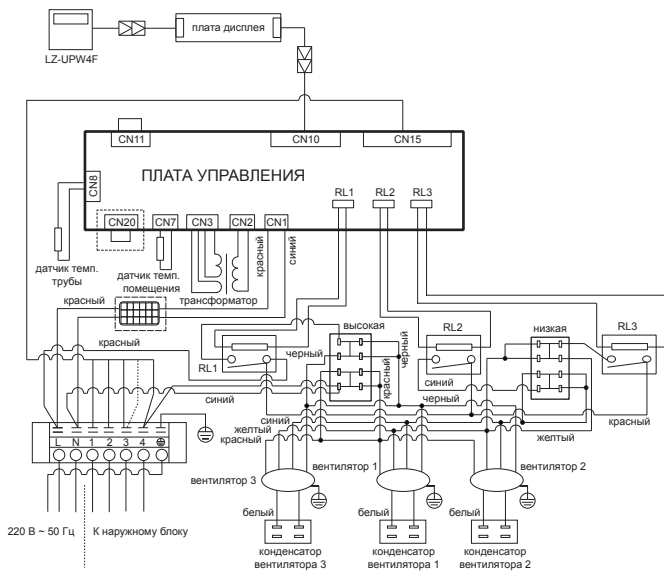 плата дисплея
LZ-UPW4F
CN11
CN10
CN15
CN8
ПЛАТА УПРАВЛЕНИЯ
RL1
RL2
RL3
CN20
CN7
CN3
CN2
CN1
красный
синий
датчик темп.
трубы
датчик темп.
помещения
трансформатор
красный
красный
RL1
высокая
черный
черный
красный
RL2
низкая
RL3
синий
синий
черный
синий
желтый
красный
красный
желтый
L
N
1
2
3
4
вентилятор 3
вентилятор 1
вентилятор 2
белый
белый
белый
220 В ~ 50 Гц
К наружному блоку
конденсатор
вентилятора 3
конденсатор
вентилятора 1
конденсатор
вентилятора 2